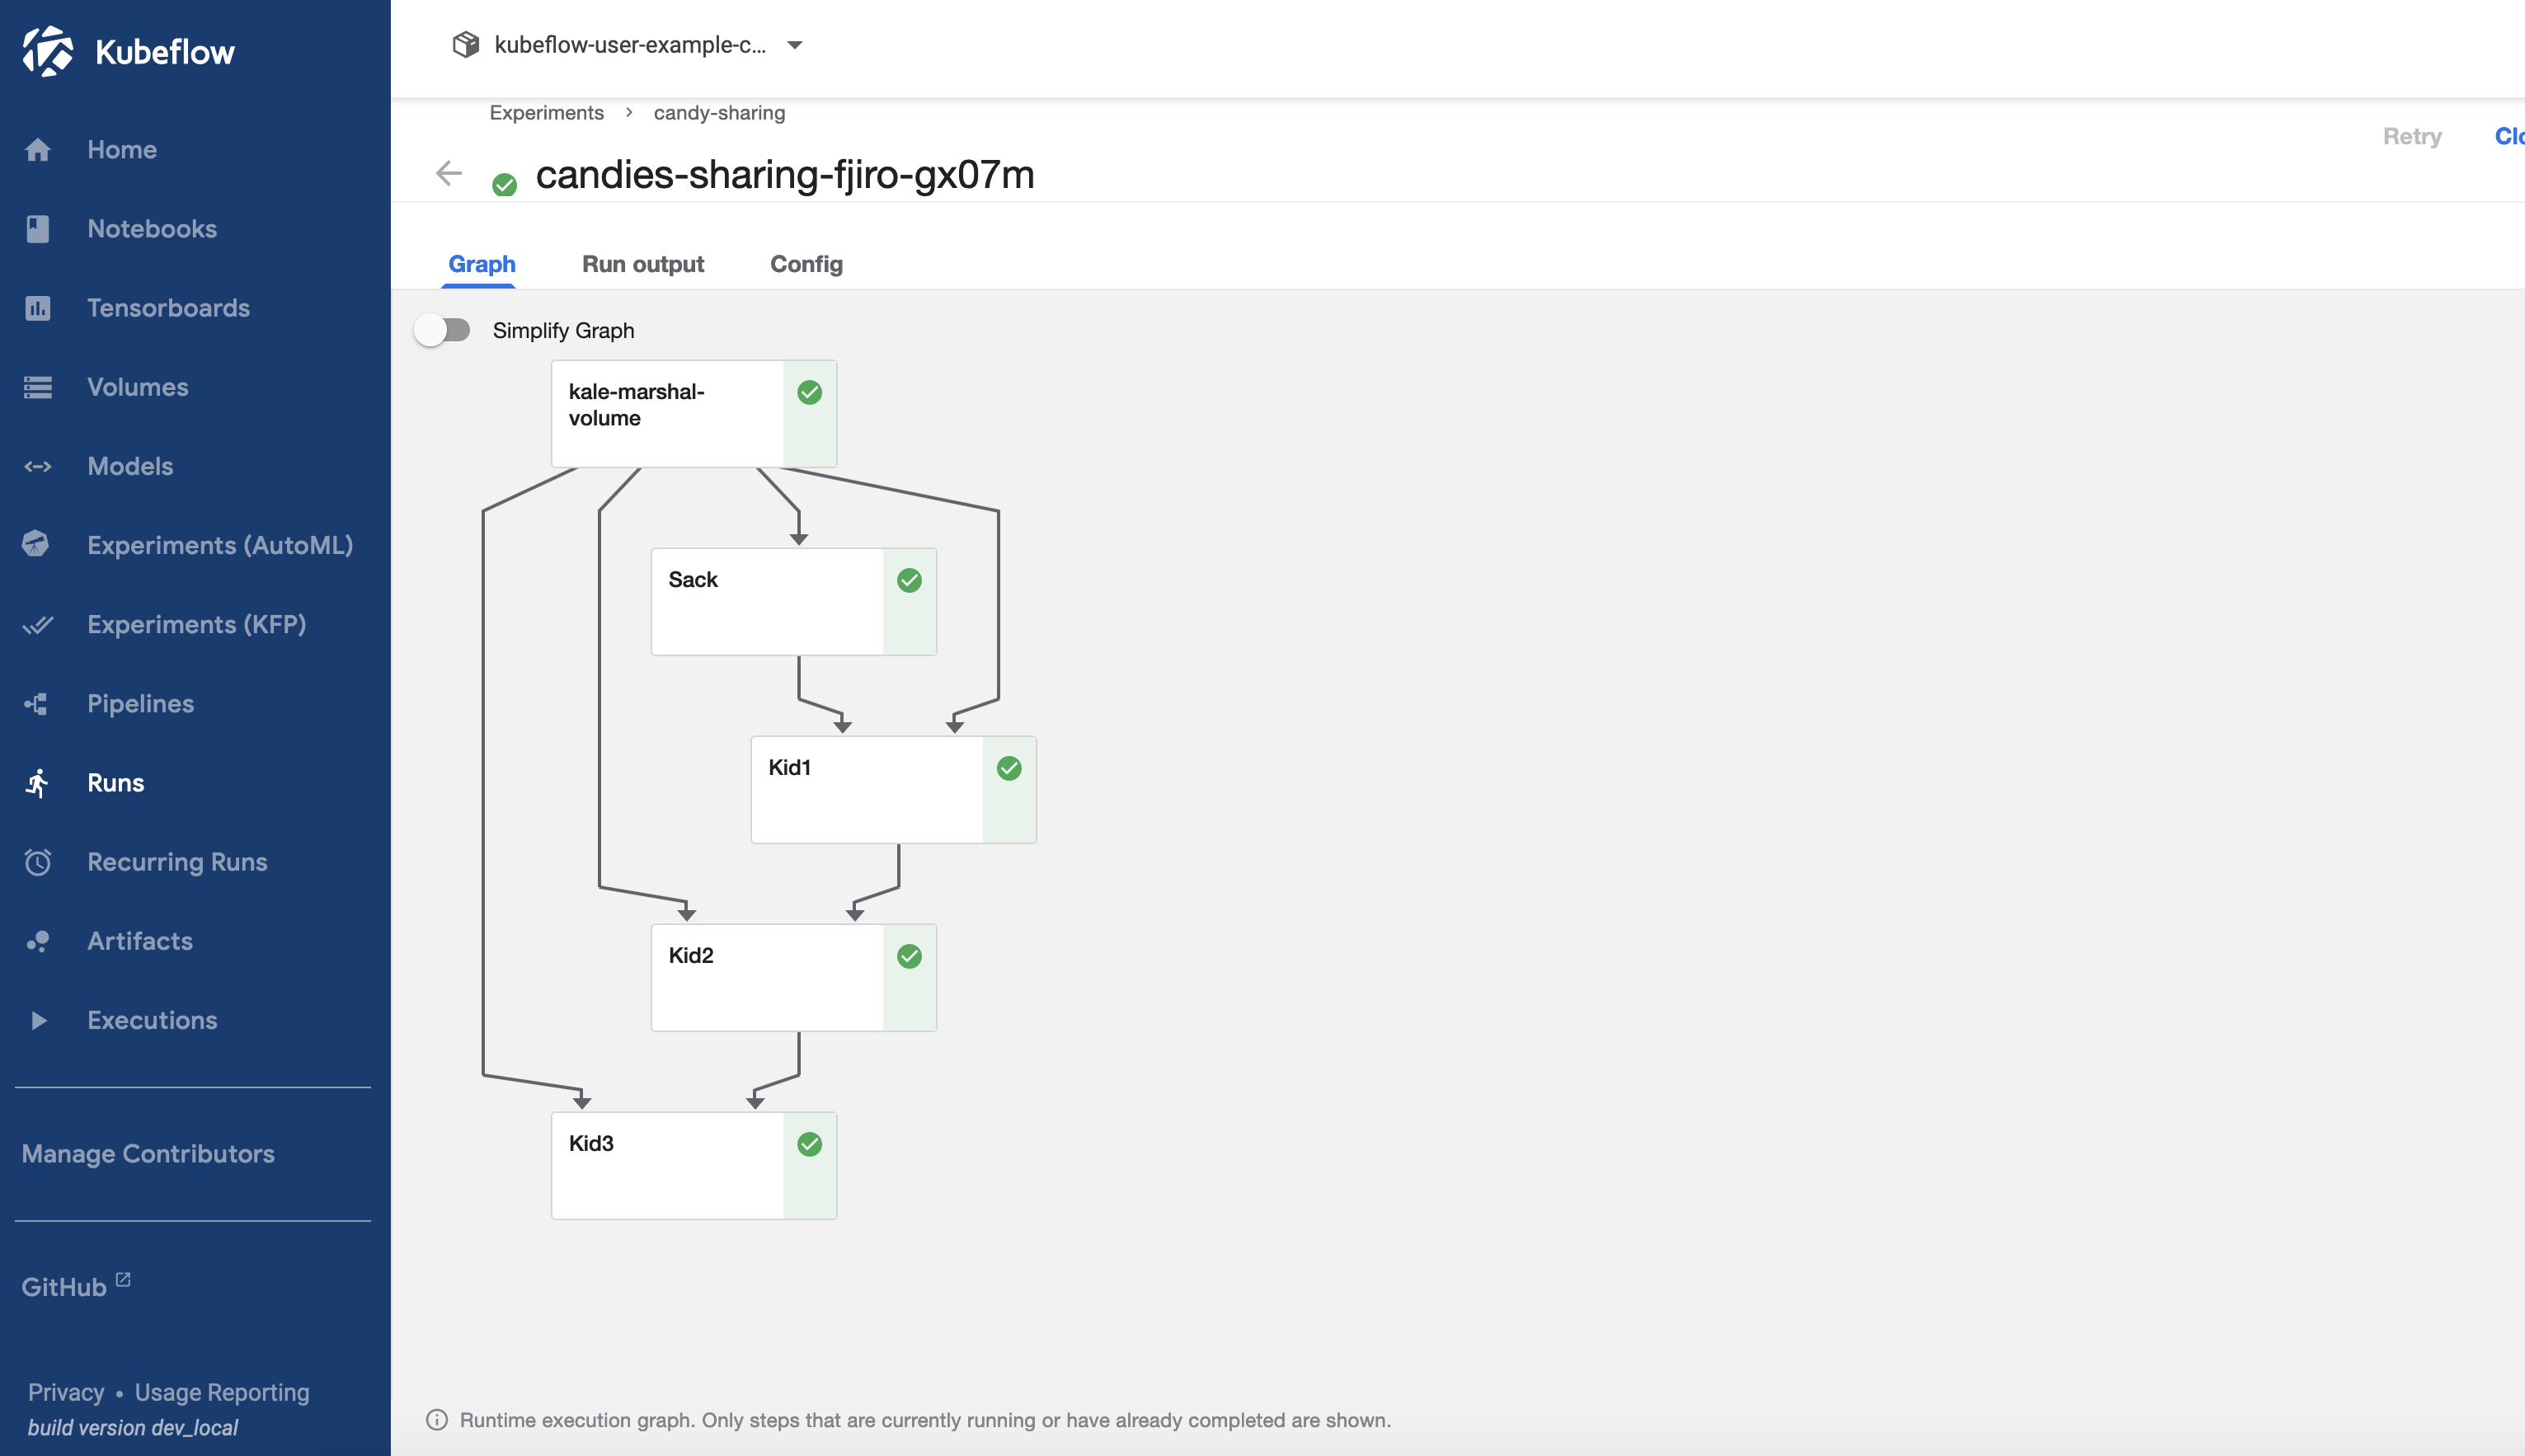 Kubeflow
Home
Notebooks
Tensorboards
Volumes
Models
Experiments (AutoML)
Experiments (KFP)
Pipelines
Runs
Recurring Runs
Artifacts
Executions
Manage Contributors
GitHub
Privacy • Usage Reporting
build version dev_local
kubeflow-user-example-c...
Experiments > candy-sharing
Retry
Clo
candies-sharing-fjiro-gx07m
Graph
Run output
Config
Simplify Graph
kale-marshal-
volume
Sack
Kid1
Kid2
Kid3
Runtime execution graph. Only steps that are currently running or have already completed are shown.